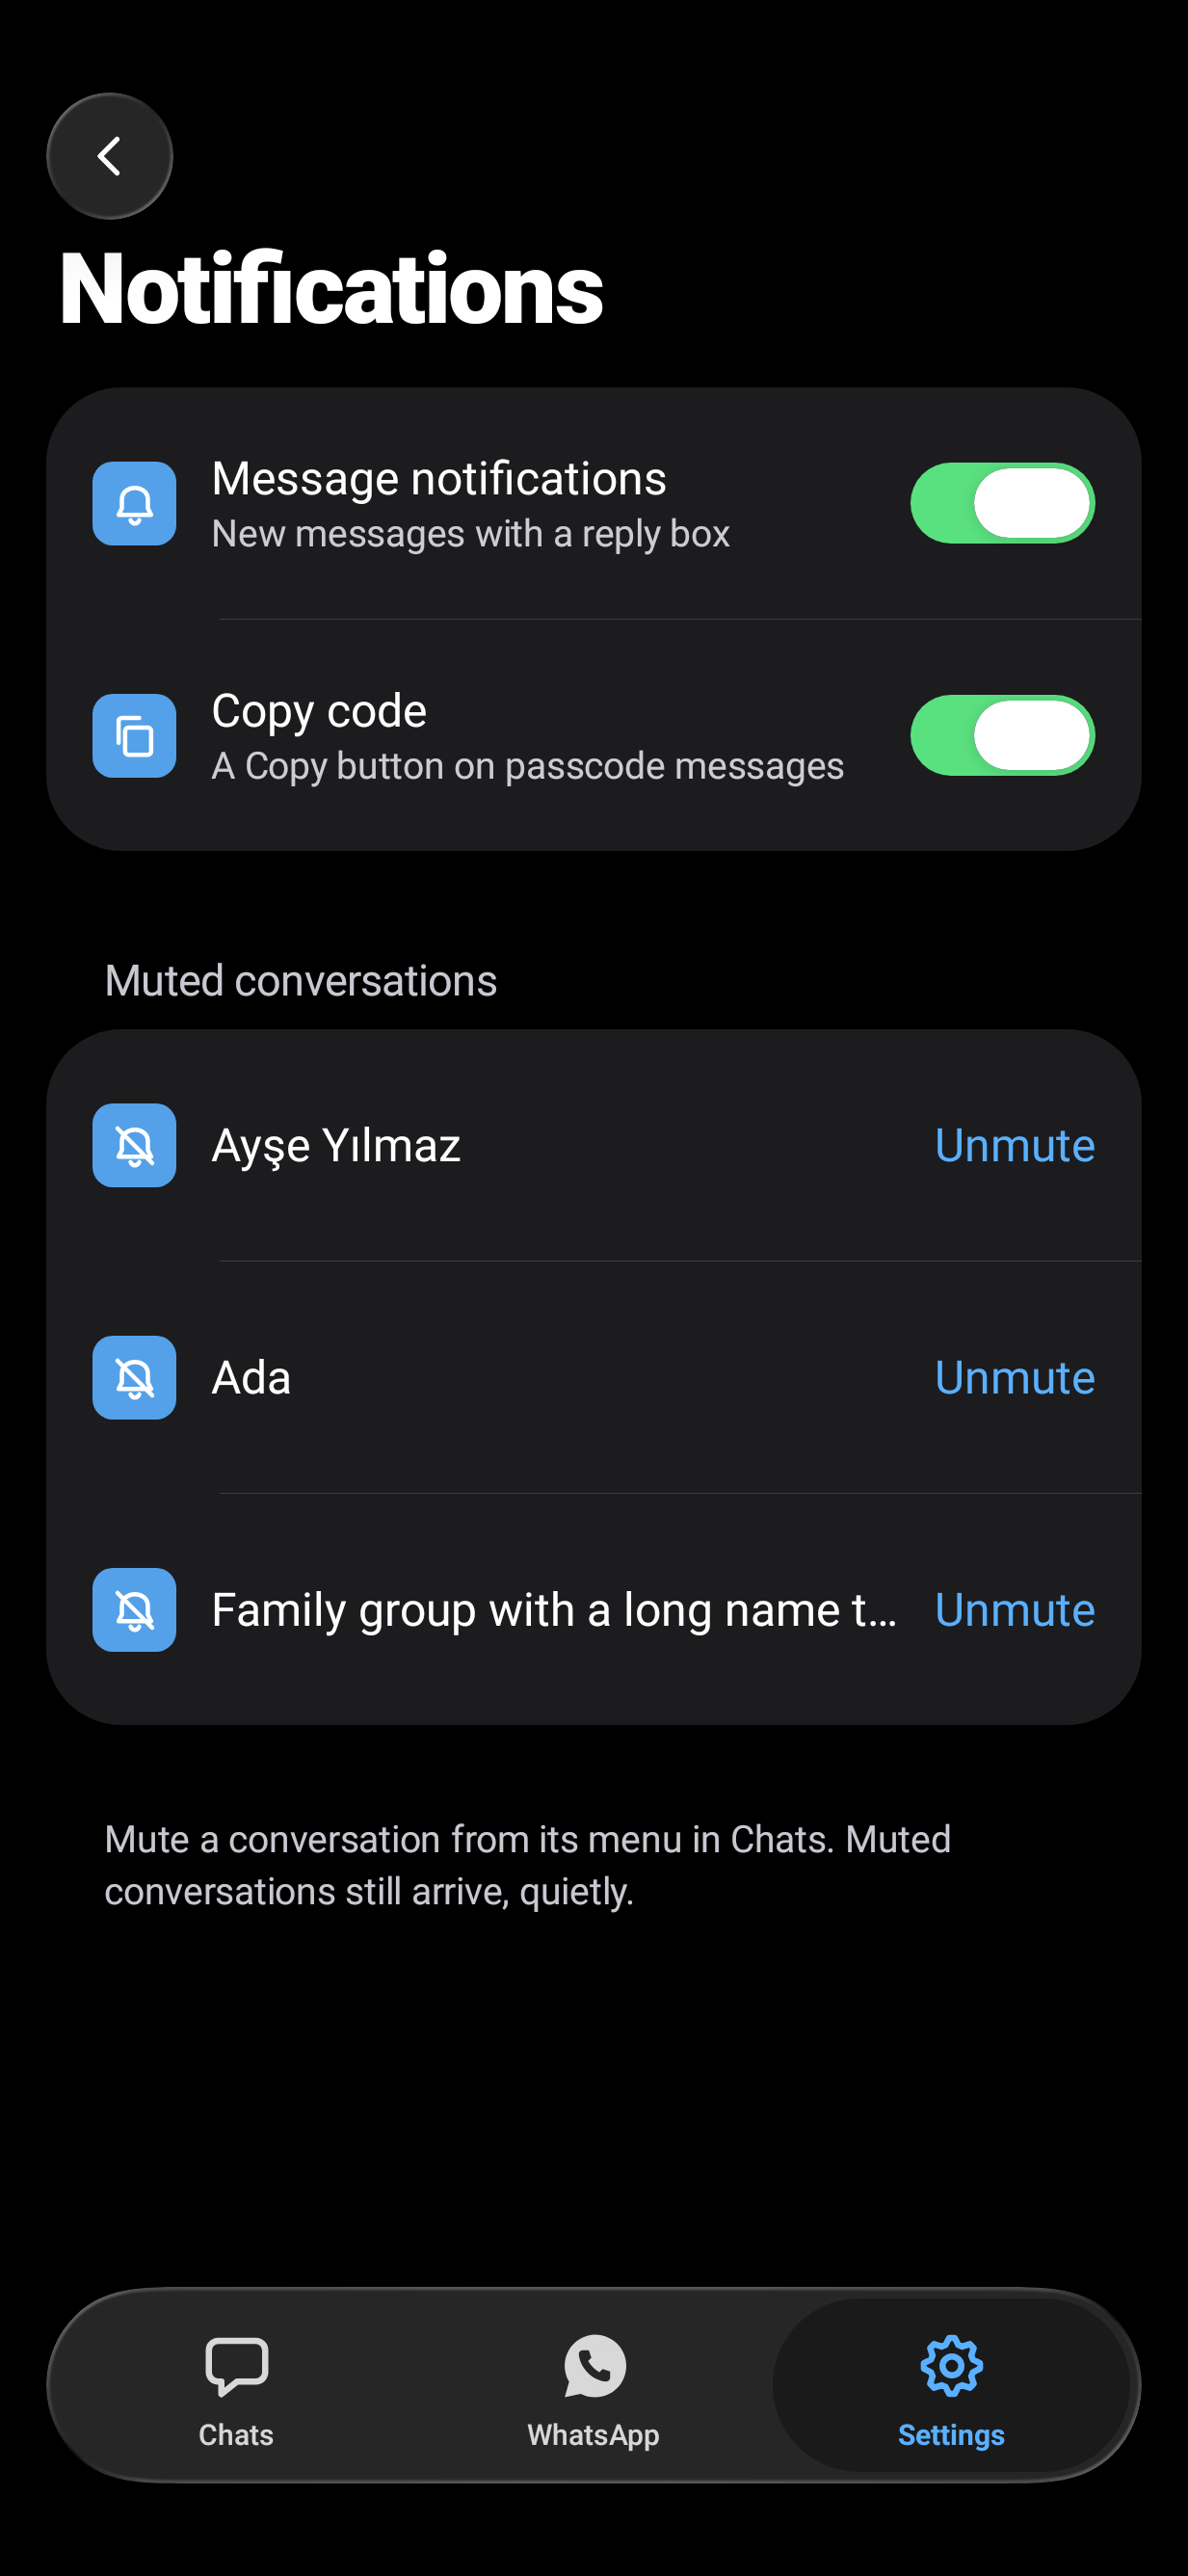 Notifications
Message notifications
New messages with a reply box
Copy code
A Copy button on passcode messages
Muted conversations
Ayşe Yılmaz
Unmute
Ada
Unmute
Family group with a long name t...
Unmute
Mute a conversation from its menu in Chats. Muted
conversations still arrive, quietly.
Chats
WhatsApp
Settings